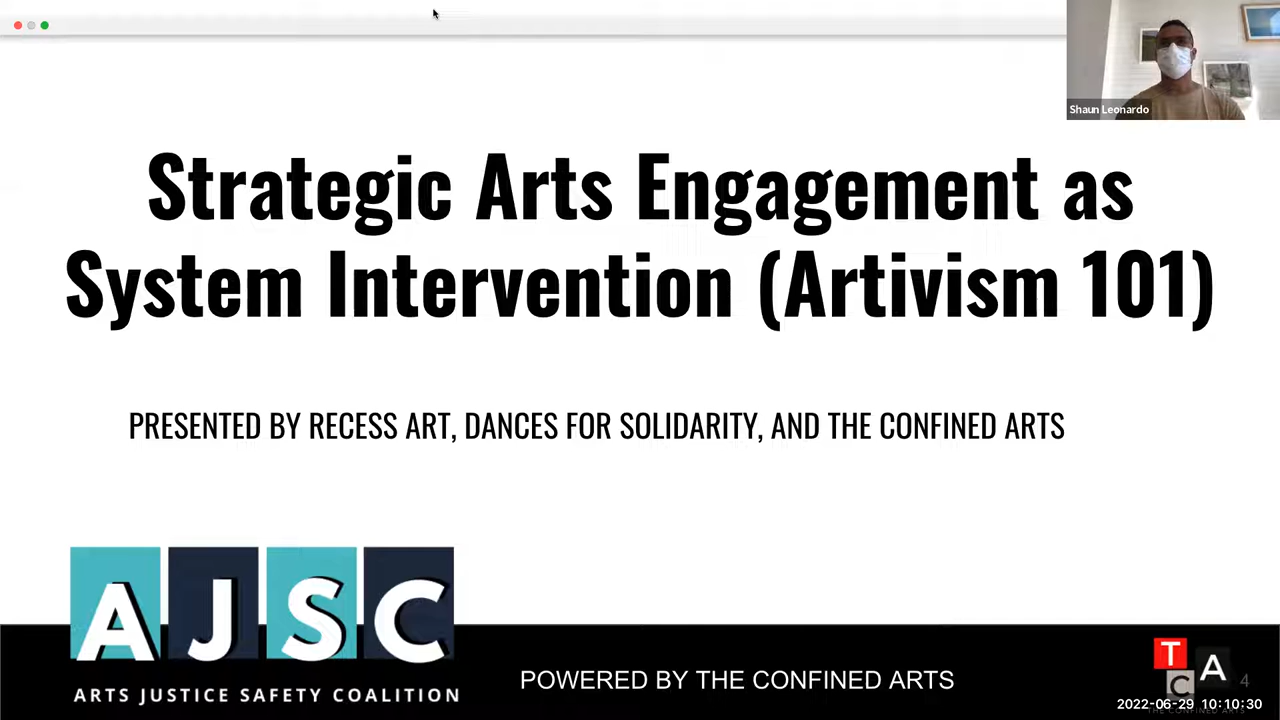 Shaun Leonardo
Strategic Arts Engagement as
System Intervention (Artivism 101)
PRESENTED BY RECESS ART, DANCES FOR SOLIDARITY, AND THE CONFINED ARTS
AJSC
ARTS JUSTICE SAFETY COALITION
POWERED BY THE CONFINED ARTS
T
C A
4
2022-06-29 10:10:30